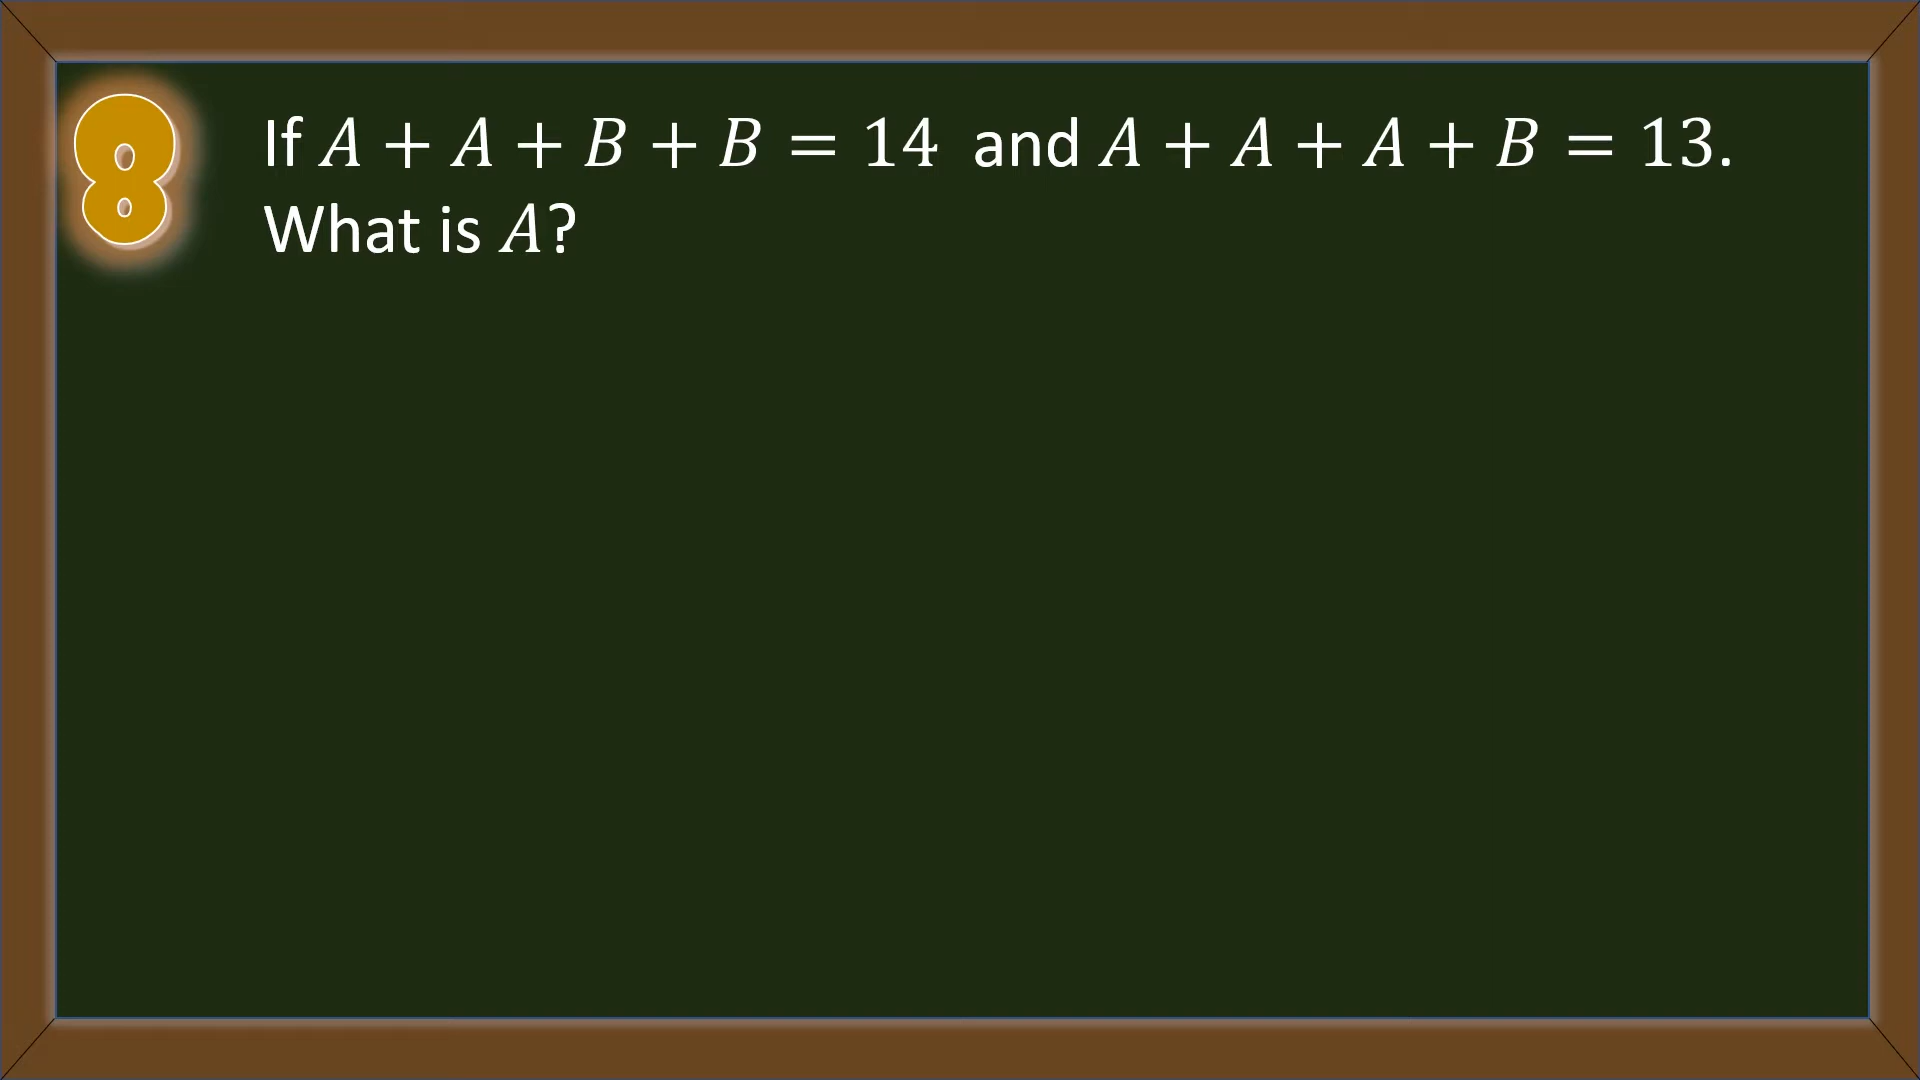 8
If A + A + B + B = 14 and A + A + A + B = 13.
What is A?